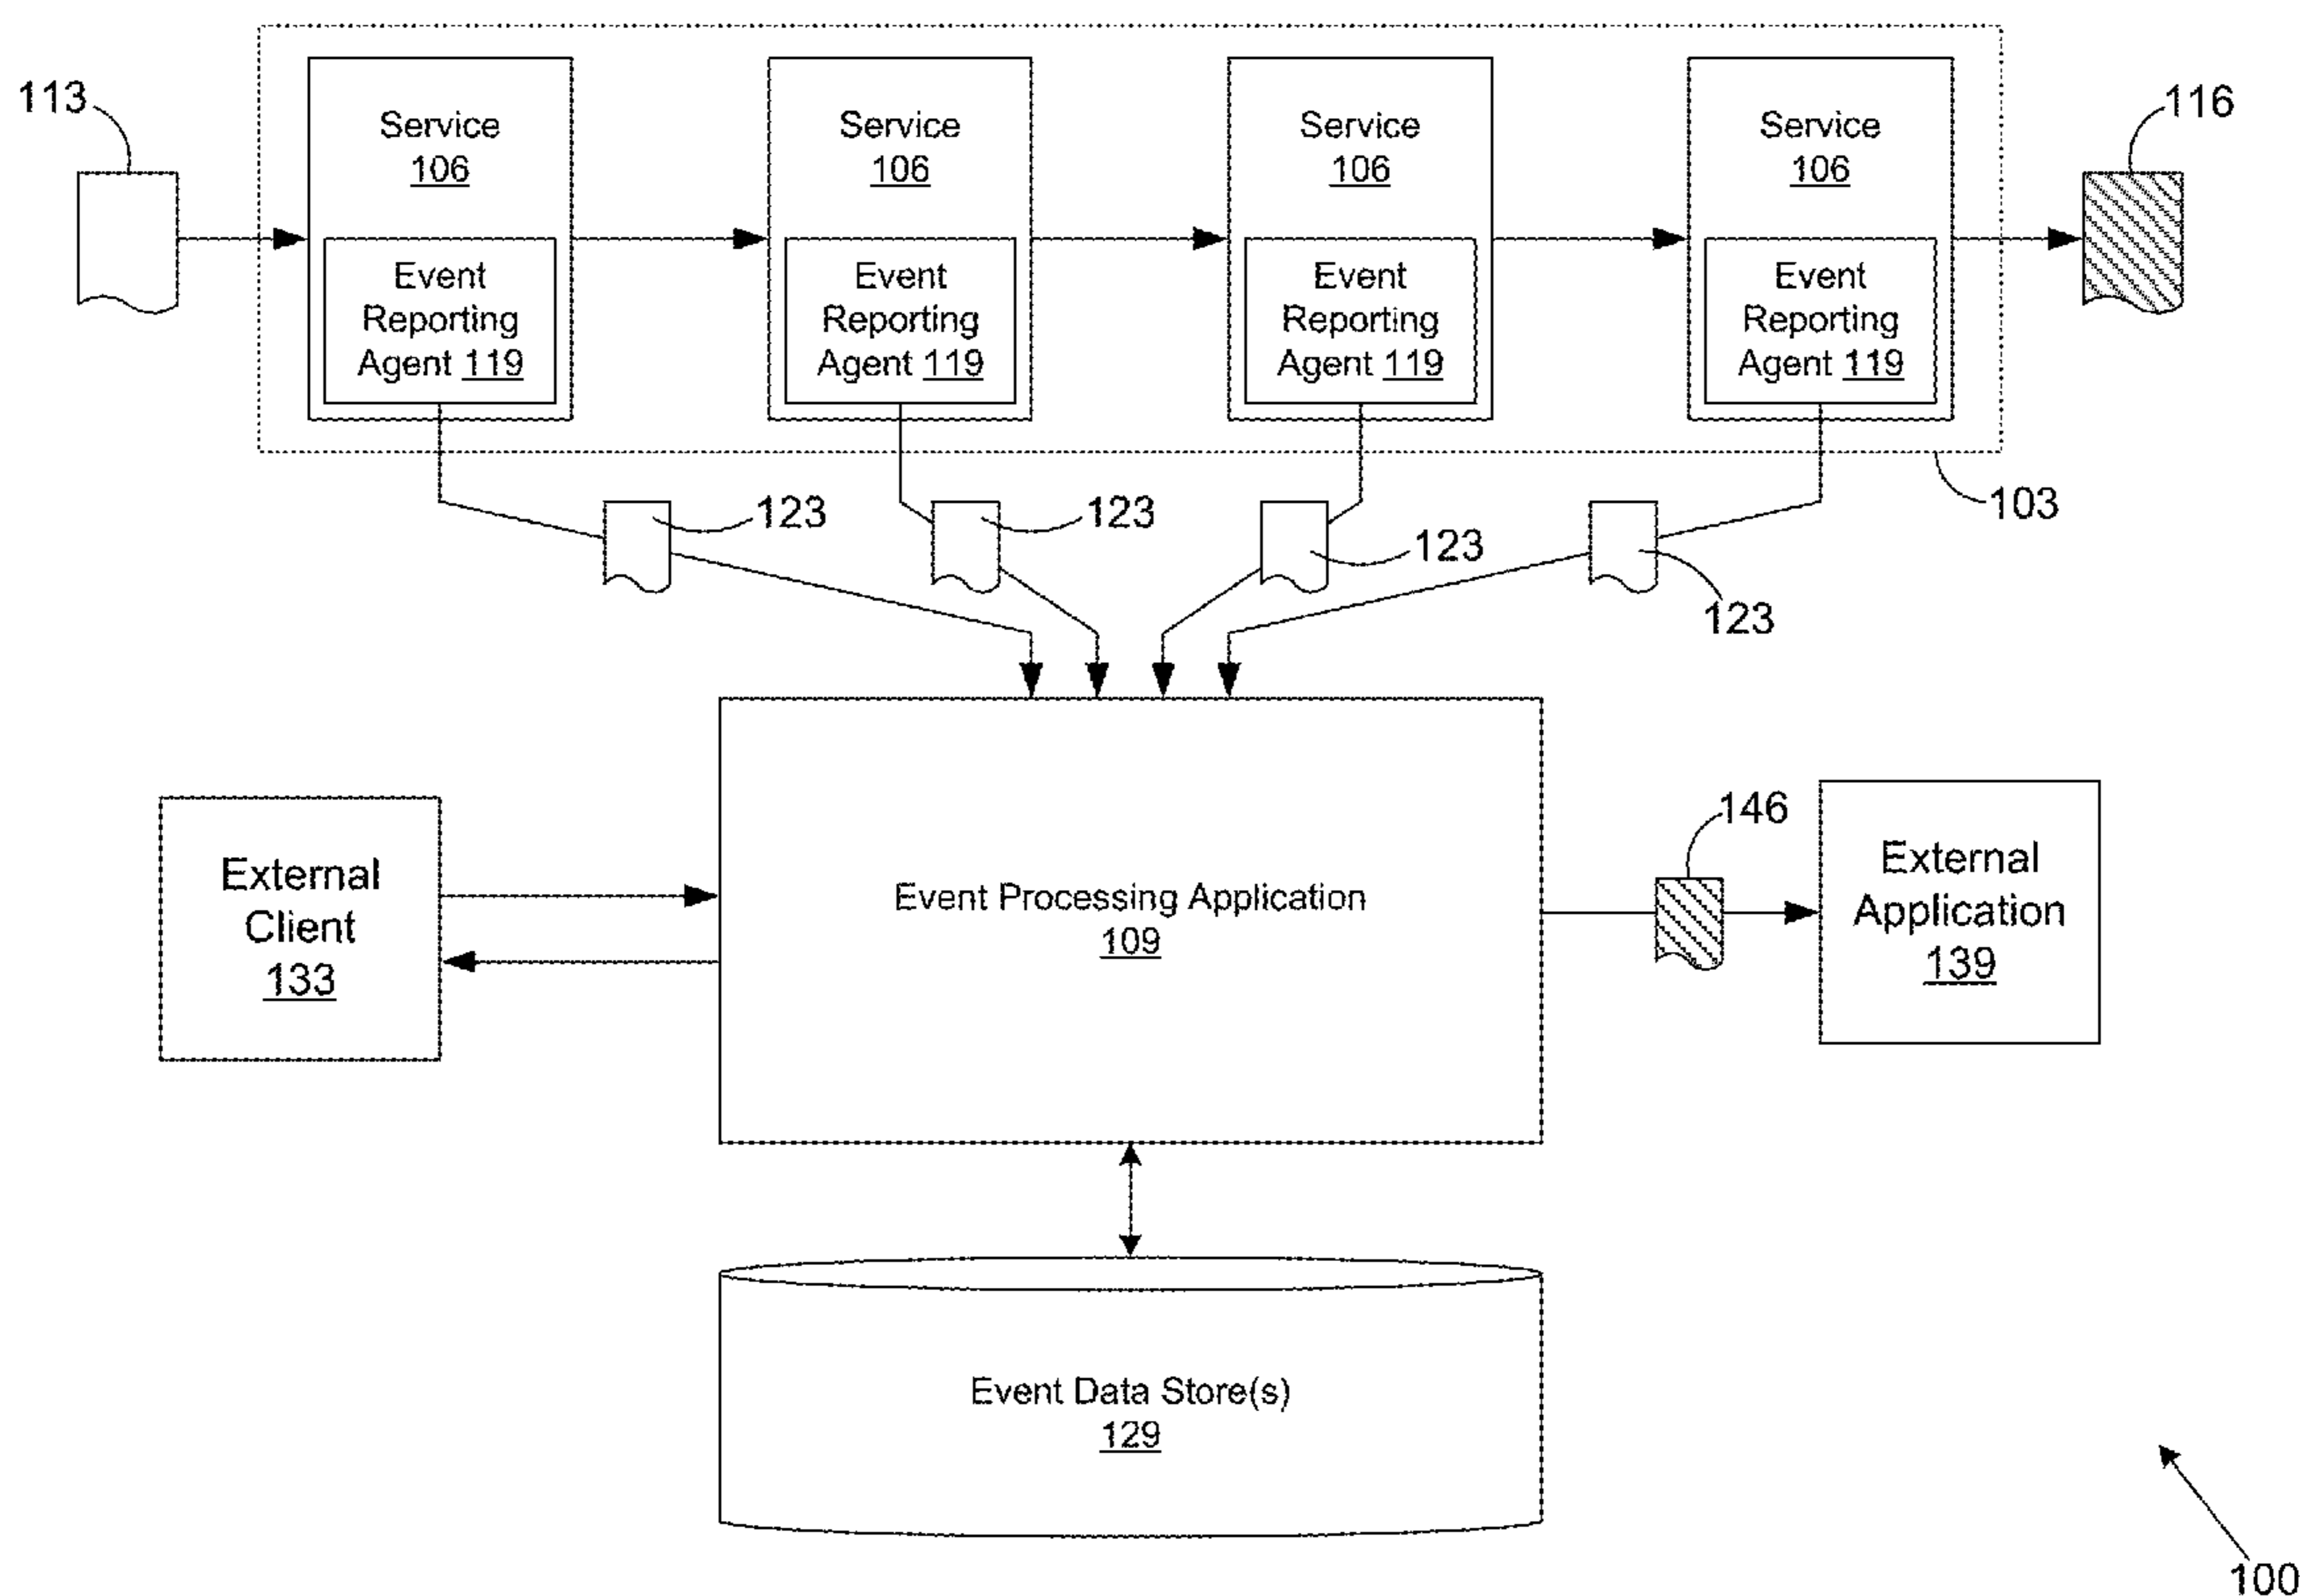 113
116
Service
106
Service
106
Service
106
Service
106
Event
Reporting
Agent 119
Event
Reporting
Agent 119
Event
Reporting
Agent 119
Event
Reporting
Agent 119
103
123
123
123
123
External
Client
133
Event Processing Application
109
146
External
Application
139
Event Data Store(s)
129
100